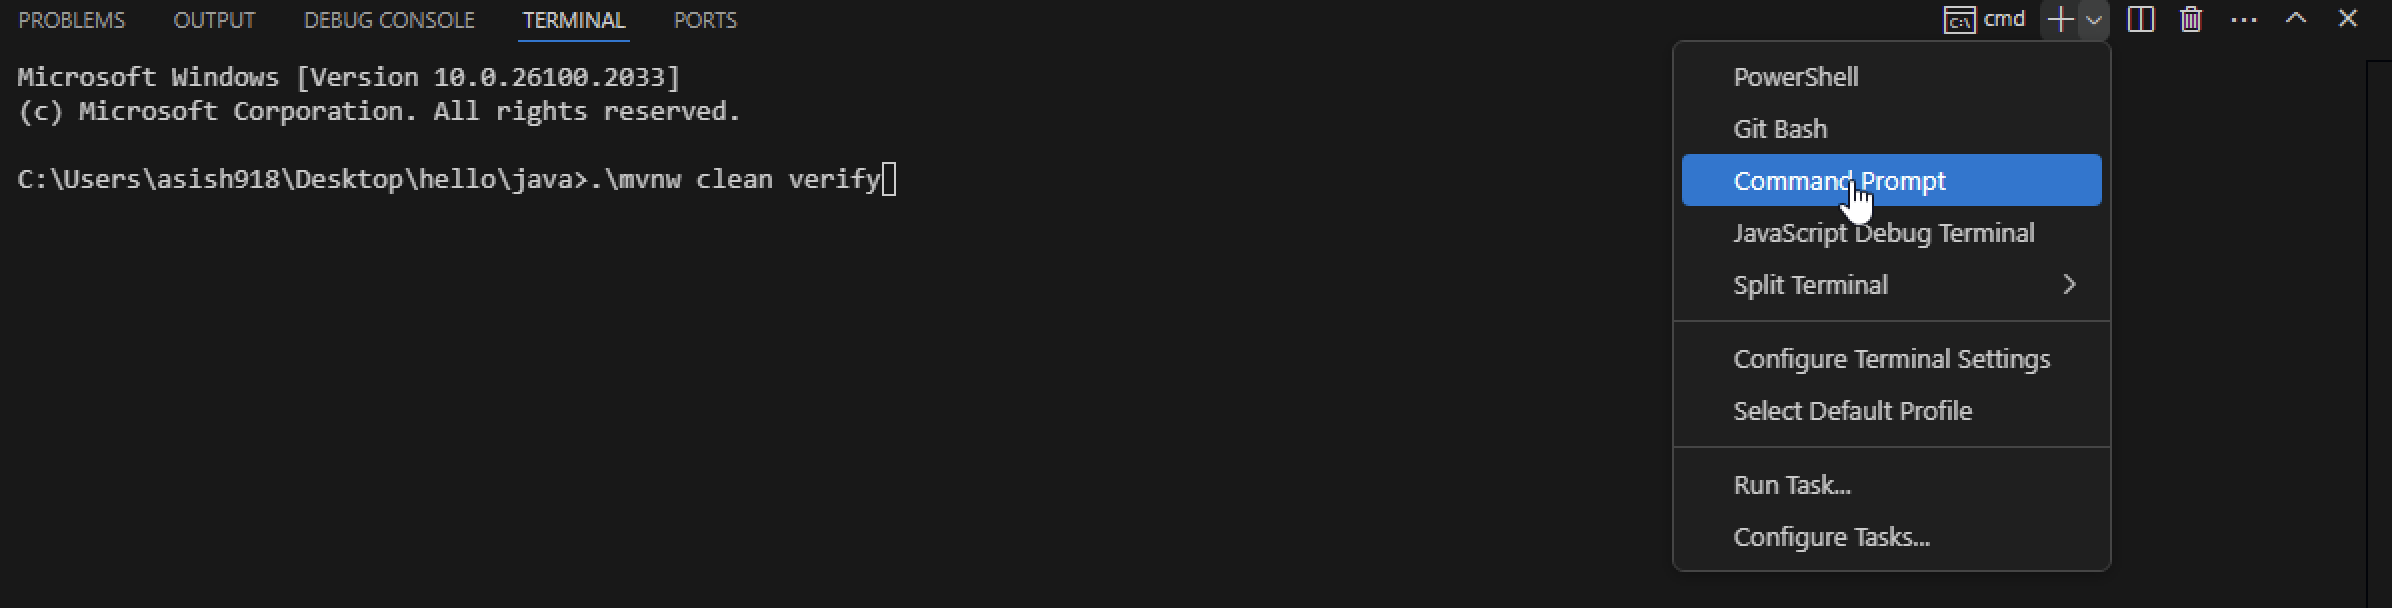 PROBLEMS OUTPUT DEBUG CONSOLE TERMINAL PORTS
C:\ cmd
Microsoft Windows [Version 10.0.26100.2033]
(c) Microsoft Corporation. All rights reserved.
C:\Users\asish918\Desktop\hello\java>.\mvnw clean verify
PowerShell
Git Bash
Command Prompt
JavaScript Debug Terminal
Split Terminal
Configure Terminal Settings
Select Default Profile
Run Task...
Configure Tasks...